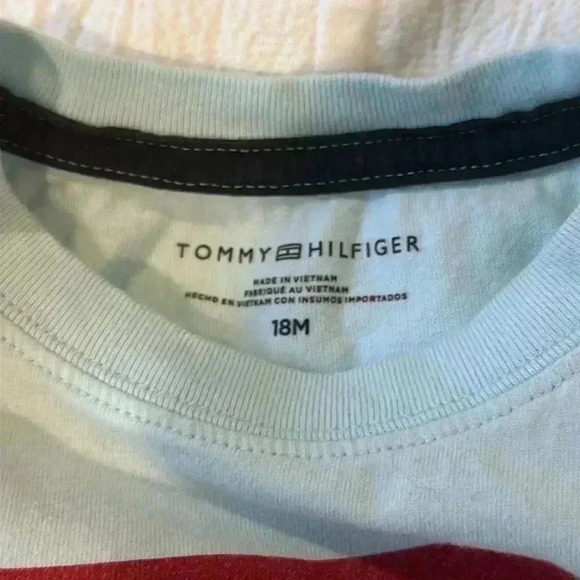 TOMMY HILFIGER
MADE IN VIETNAM
FABRIQUÉ AU VIETNAM
HECHO EN VIETNAM CON INSUMOS IMPORTADOS
18M